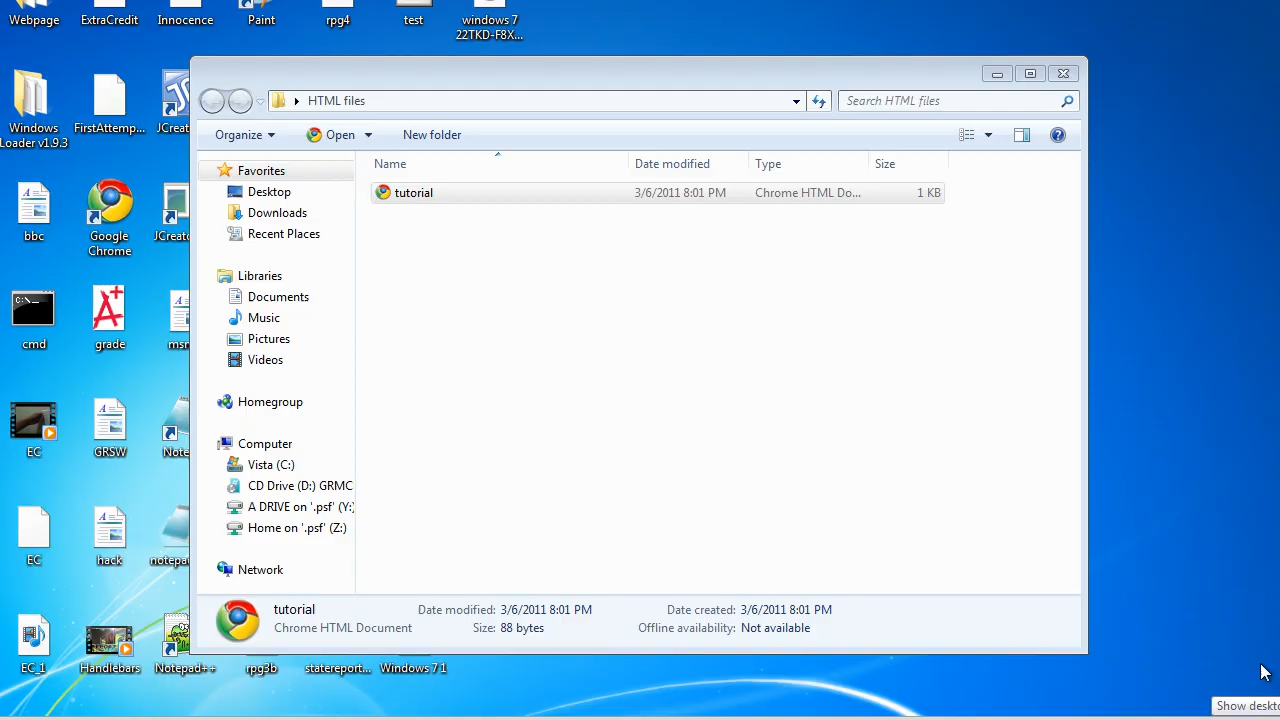 Webpage
ExtraCredit
Innocence
Paint
rpg4
test
windows 7
22TKD-F8X...
Windows
Loader v1.9.3
FirstAttemp...
JCreat
bbc
Google
Chrome
JCreato
cmd
grade
msr
EC
GRSW
Note
EC
hack
notepa
EC_1
Handlebars
Notepad++
rpg3b
statereport...
Windows 7 1
HTML files
Search HTML files
Organize
Open
New folder
Name
Date modified
Type
Size
tutorial
3/6/2011 8:01 PM
Chrome HTML Do...
1 KB
Favorites
Desktop
Downloads
Recent Places
Libraries
Documents
Music
Pictures
Videos
Homegroup
Computer
Vista (C:)
CD Drive (D:) GRMC
A DRIVE on '.psf' (Y:)
Home on '.psf' (Z:)
Network
tutorial
Chrome HTML Document
Date modified: 3/6/2011 8:01 PM
Size: 88 bytes
Date created: 3/6/2011 8:01 PM
Offline availability: Not available
Show deskto